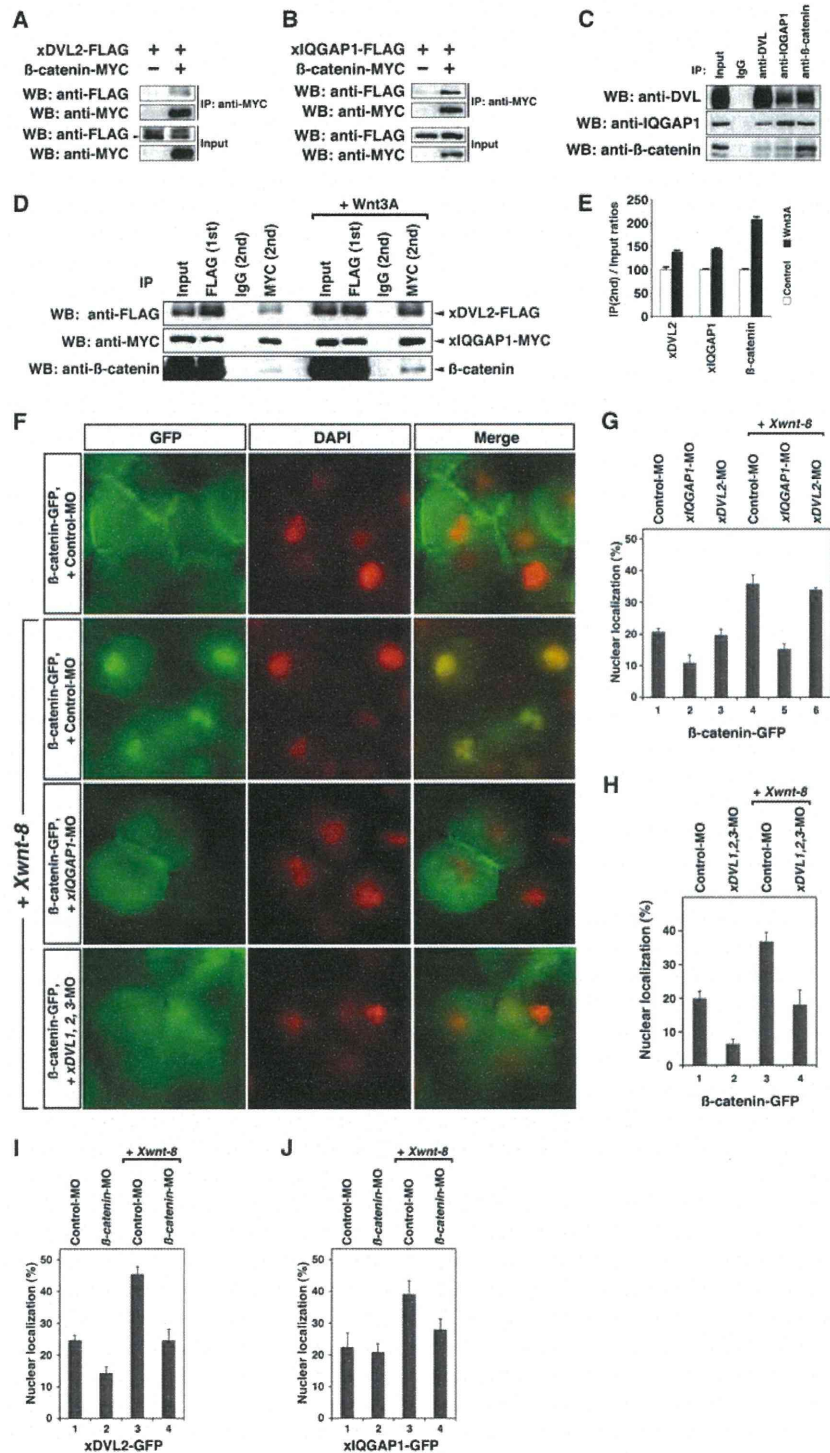 A
xDVL2-FLAG + +
ß-catenin-MYC – +
WB: anti-FLAG
WB: anti-MYC
IP: anti-MYC
WB: anti-FLAG
WB: anti-MYC
Input
B
xIQGAP1-FLAG + +
ß-catenin-MYC – +
WB: anti-FLAG
WB: anti-MYC
IP: anti-MYC
WB: anti-FLAG
WB: anti-MYC
Input
C
IP: Input IgG anti-DVL anti-IQGAP1 anti-ß-catenin
WB: anti-DVL
WB: anti-IQGAP1
WB: anti-ß-catenin
D
+ Wnt3A
IP Input FLAG (1st) IgG (2nd) MYC (2nd) Input FLAG (1st) IgG (2nd) MYC (2nd)
WB: anti-FLAG xDVL2-FLAG
WB: anti-MYC xIQGAP1-MYC
WB: anti-ß-catenin ß-catenin
E
IP(2nd) / Input ratios
250
200
150
100
50
0
xDVL2 xIQGAP1 ß-catenin
Control Wnt3A
F
GFP DAPI Merge
ß-catenin-GFP,
+ Control-MO
+ Xwnt-8
ß-catenin-GFP,
+ Control-MO
ß-catenin-GFP,
+ xIQGAP1-MO
ß-catenin-GFP,
+ xDVL1, 2, 3-MO
G
+ Xwnt-8
Control-MO xIQGAP1-MO xDVL2-MO Control-MO xIQGAP1-MO xDVL2-MO
Nuclear localization (%)
50
40
30
20
10
0
1 2 3 4 5 6
ß-catenin-GFP
H
+ Xwnt-8
Control-MO xDVL1,2,3-MO Control-MO xDVL1,2,3-MO
Nuclear localization (%)
40
30
20
10
0
1 2 3 4
ß-catenin-GFP
I
+ Xwnt-8
Control-MO ß-catenin-MO Control-MO ß-catenin-MO
Nuclear localization (%)
50
40
30
20
10
0
1 2 3 4
xDVL2-GFP
J
+ Xwnt-8
Control-MO ß-catenin-MO Control-MO ß-catenin-MO
Nuclear localization (%)
50
40
30
20
10
0
1 2 3 4
xIQGAP1-GFP